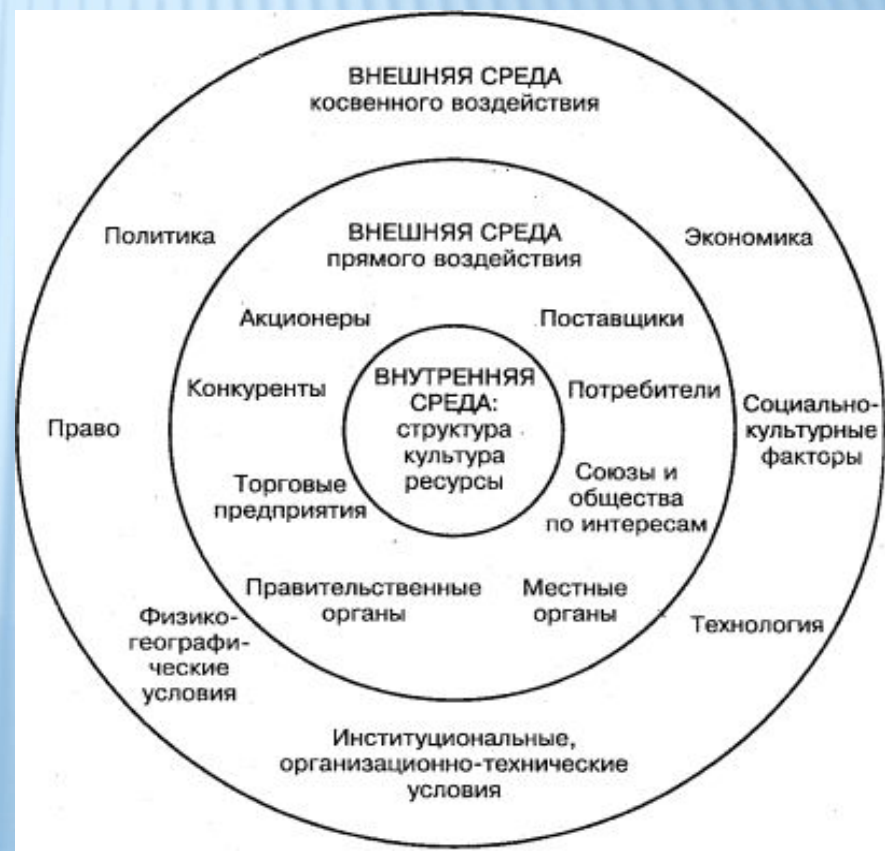 ВНЕШНЯЯ СРЕДА
косвенного воздействия
Политика
Экономика
ВНЕШНЯЯ СРЕДА
прямого воздействия
Акционеры
Поставщики
Конкуренты
Потребители
ВНУТРЕННЯЯ
СРЕДА:
структура
культура
ресурсы
Право
Социально-
культурные
факторы
Торговые
предприятия
Союзы и
общества
по интересам
Правительственные
органы
Местные
органы
Физико-
географи-
ческие
условия
Технология
Институциональные,
организационно-технические
условия